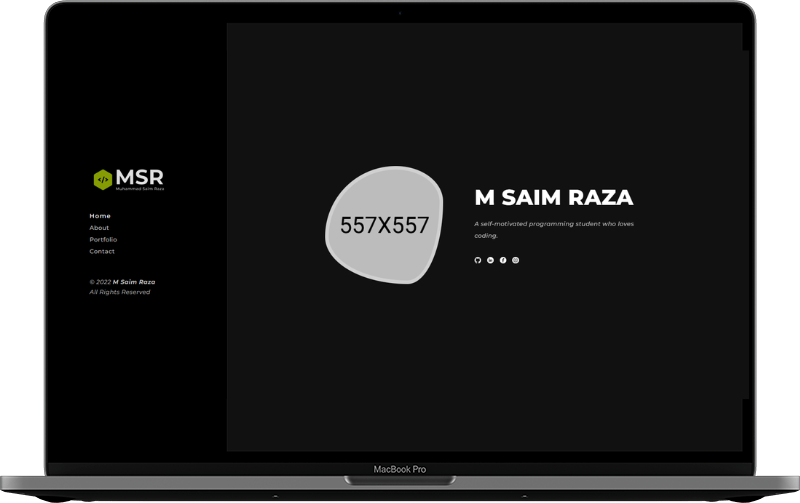 </> MSR
Muhammad Saim Raza
Home
About
Portfolio
Contact
© 2022 M Saim Raza
All Rights Reserved
557X557
M SAIM RAZA
A self-motivated programming student who loves
coding.
MacBook Pro